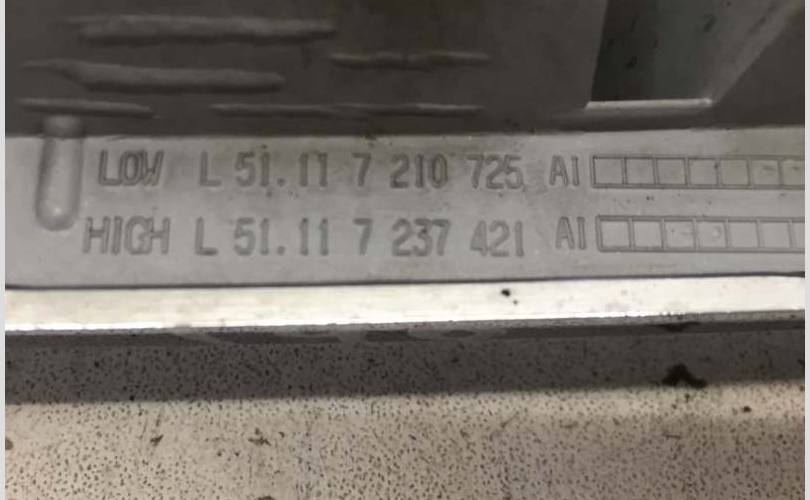 LOW L 51.11 7 210 725 AI
HIGH L 51.11 7 237 421 AI